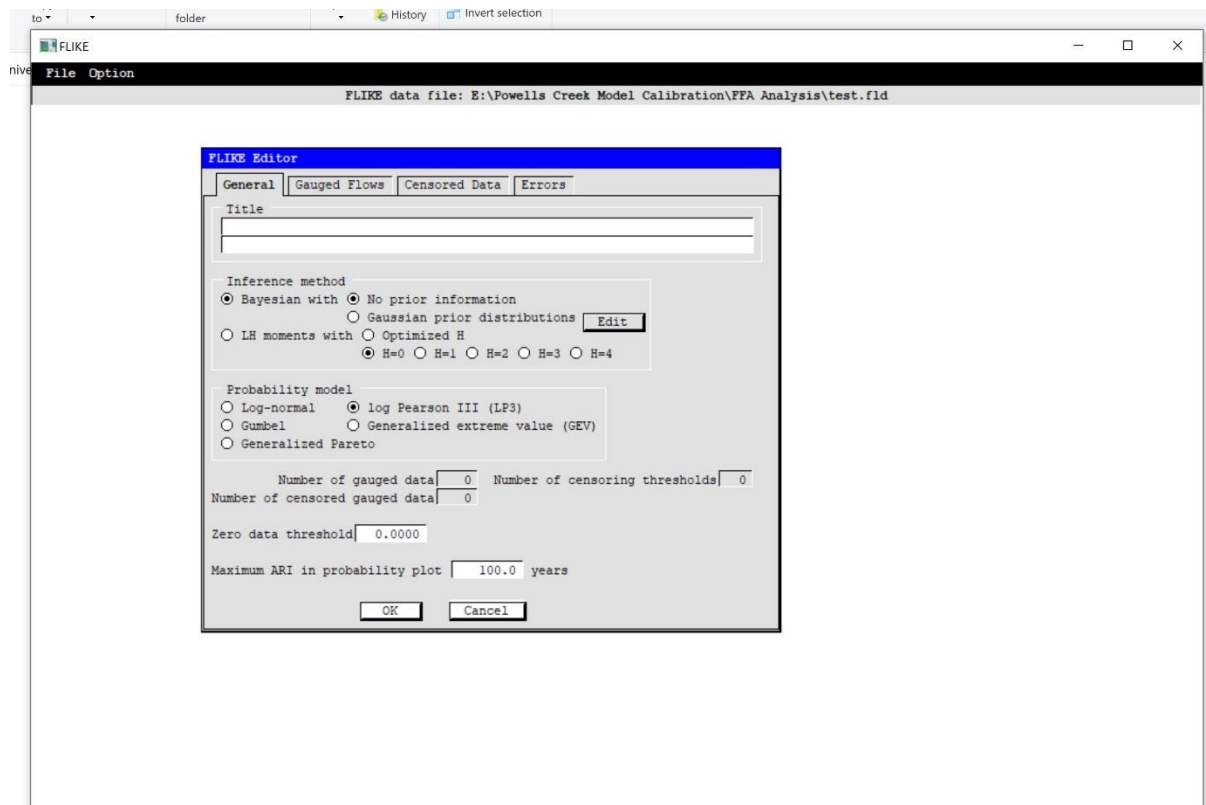 to
folder
History
Invert selection
FLIKE
nive
File Option
FLIKE data file: E:\Powells Creek Model Calibration\FFA Analysis\test.fld
FLIKE Editor
General Gauged Flows Censored Data Errors
Title
Inference method
Bayesian with No prior information
Gaussian prior distributions Edit
LH moments with Optimized H
H=0 H=1 H=2 H=3 H=4
Probability model
Log-normal log Pearson III (LP3)
Gumbel Generalized extreme value (GEV)
Generalized Pareto
Number of gauged data 0 Number of censoring thresholds 0
Number of censored gauged data 0
Zero data threshold 0.0000
Maximum ARI in probability plot 100.0 years
OK Cancel